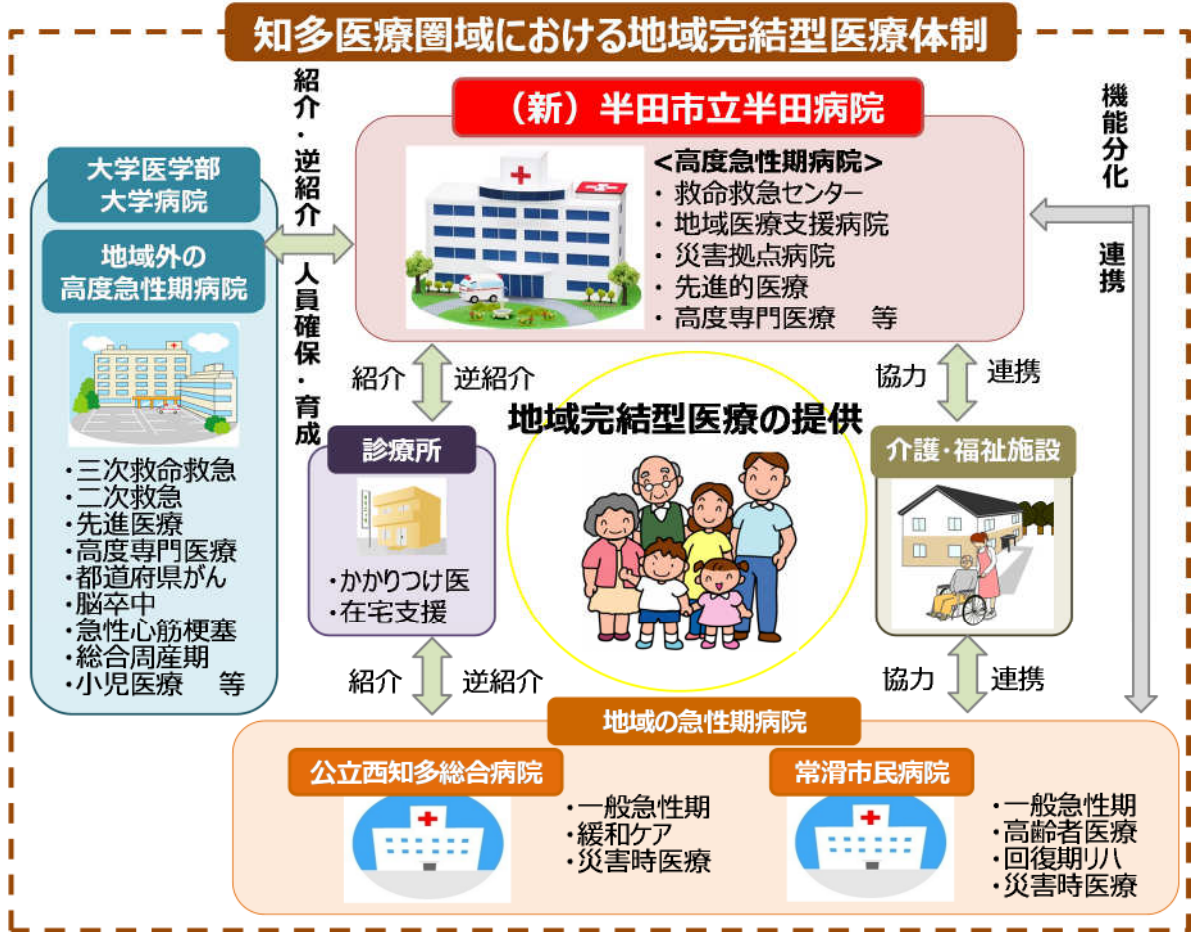 知多医療圏域における地域完結型医療体制
紹介・逆紹介
人員確保・育成
大学医学部
大学病院
地域外の
高度急性期病院
・三次救命救急
・二次救急
・先進医療
・高度専門医療
・都道府県がん
・脳卒中
・急性心筋梗塞
・総合周産期
・小児医療　等
（新）半田市立半田病院
<高度急性期病院>
・救命救急センター
・地域医療支援病院
・災害拠点病院
・先進的医療
・高度専門医療　等
機能分化
連携
紹介
逆紹介
協力
連携
診療所
・かかりつけ医
・在宅支援
地域完結型医療の提供
介護・福祉施設
紹介
逆紹介
協力
連携
地域の急性期病院
公立西知多総合病院
・一般急性期
・緩和ケア
・災害時医療
常滑市民病院
・一般急性期
・高齢者医療
・回復期リハ
・災害時医療